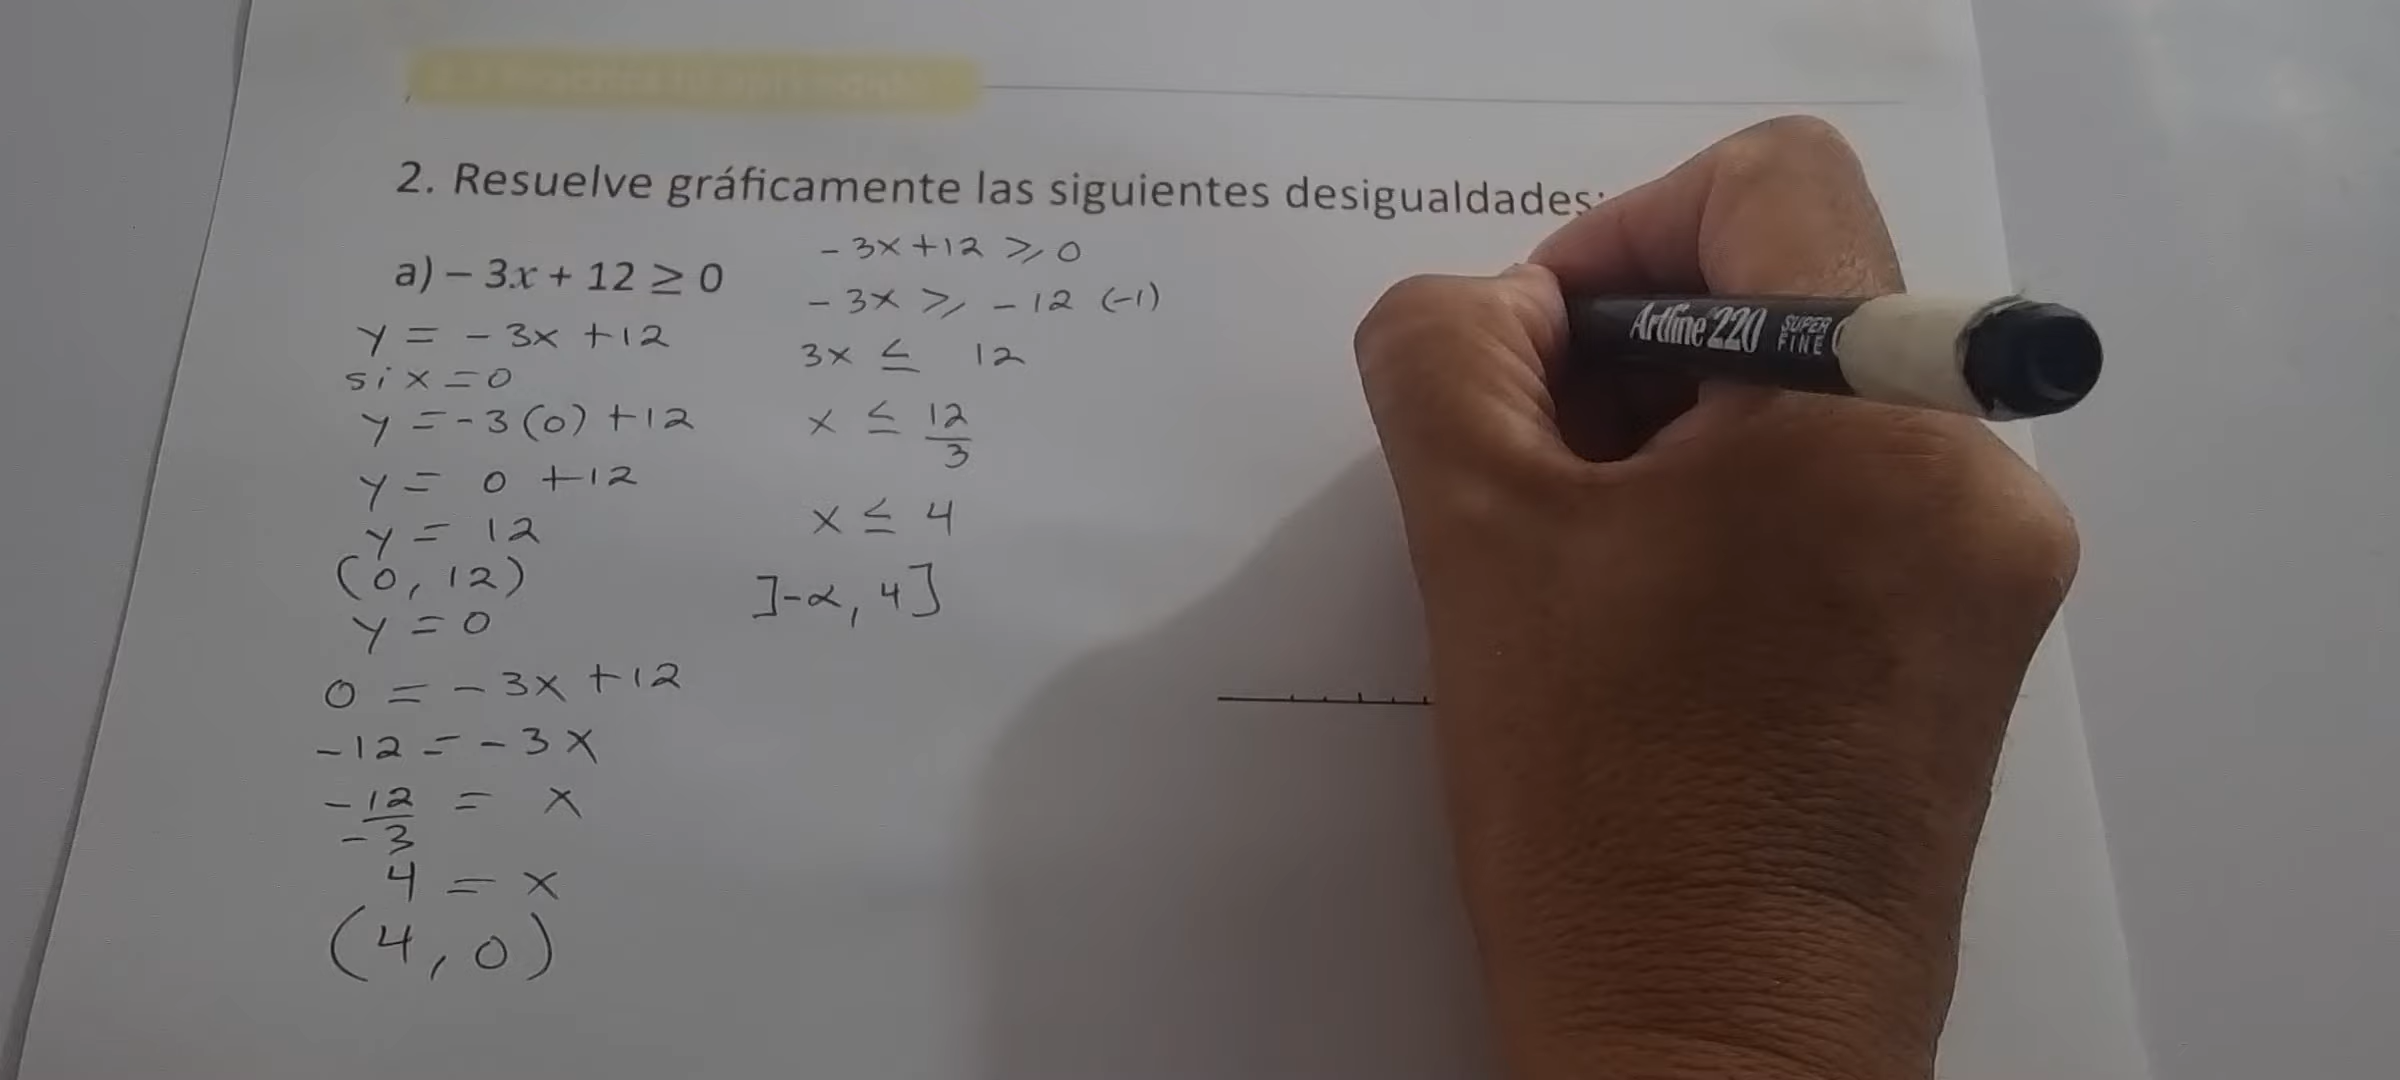 2. Resuelve gráficamente las siguientes desigualdades:
a) – 3x + 12 ≥ 0
y = - 3x + 12
si x = 0
y = -3 (0) + 12
y = 0 + 12
y = 12
(0, 12)
y = 0
0 = - 3x + 12
-12 = - 3x
-12/-3 = x
4 = x
(4, 0)
- 3x + 12 ≥ 0
- 3x ≥ - 12 (-1)
3x ≤ 12
x ≤ 12/3
x ≤ 4
]-∝, 4]
Artline 220 SUPER
FINE